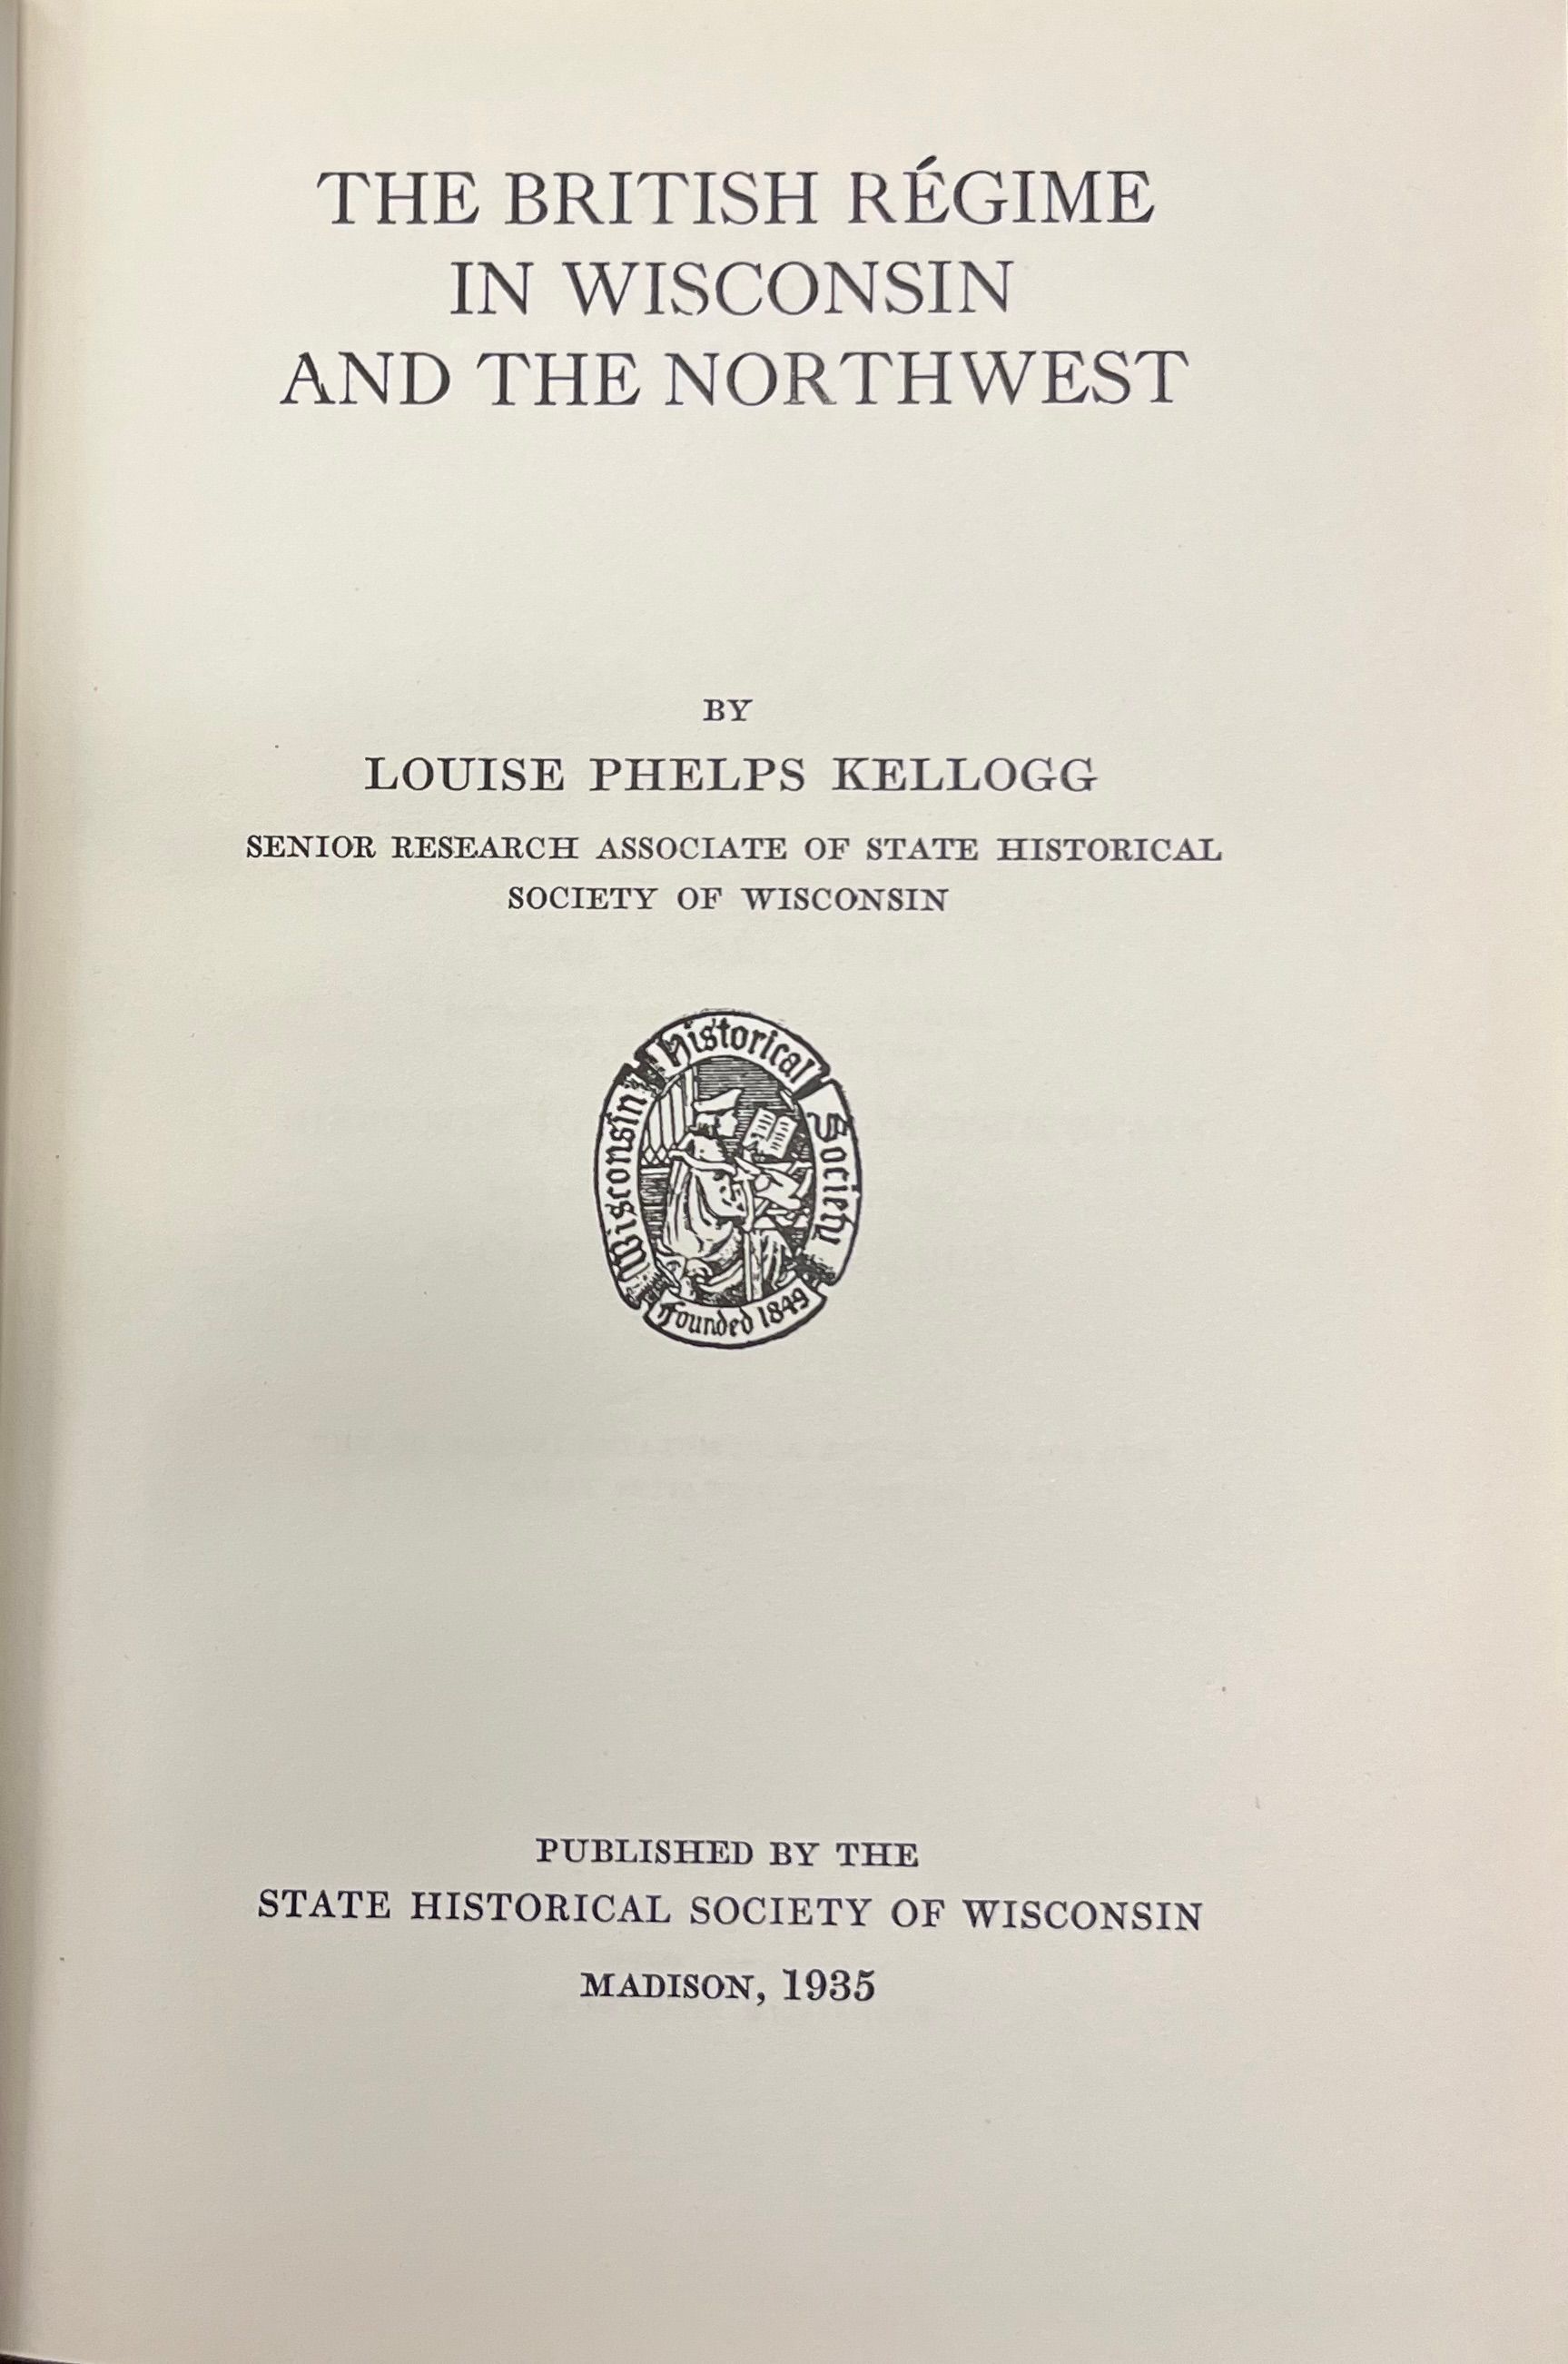 THE BRITISH RÉGIME
IN WISCONSIN
AND THE NORTHWEST
BY
LOUISE PHELPS KELLOGG
SENIOR RESEARCH ASSOCIATE OF STATE HISTORICAL
SOCIETY OF WISCONSIN
Wisconsin Historical Society
Founded 1849
PUBLISHED BY THE
STATE HISTORICAL SOCIETY OF WISCONSIN
MADISON, 1935